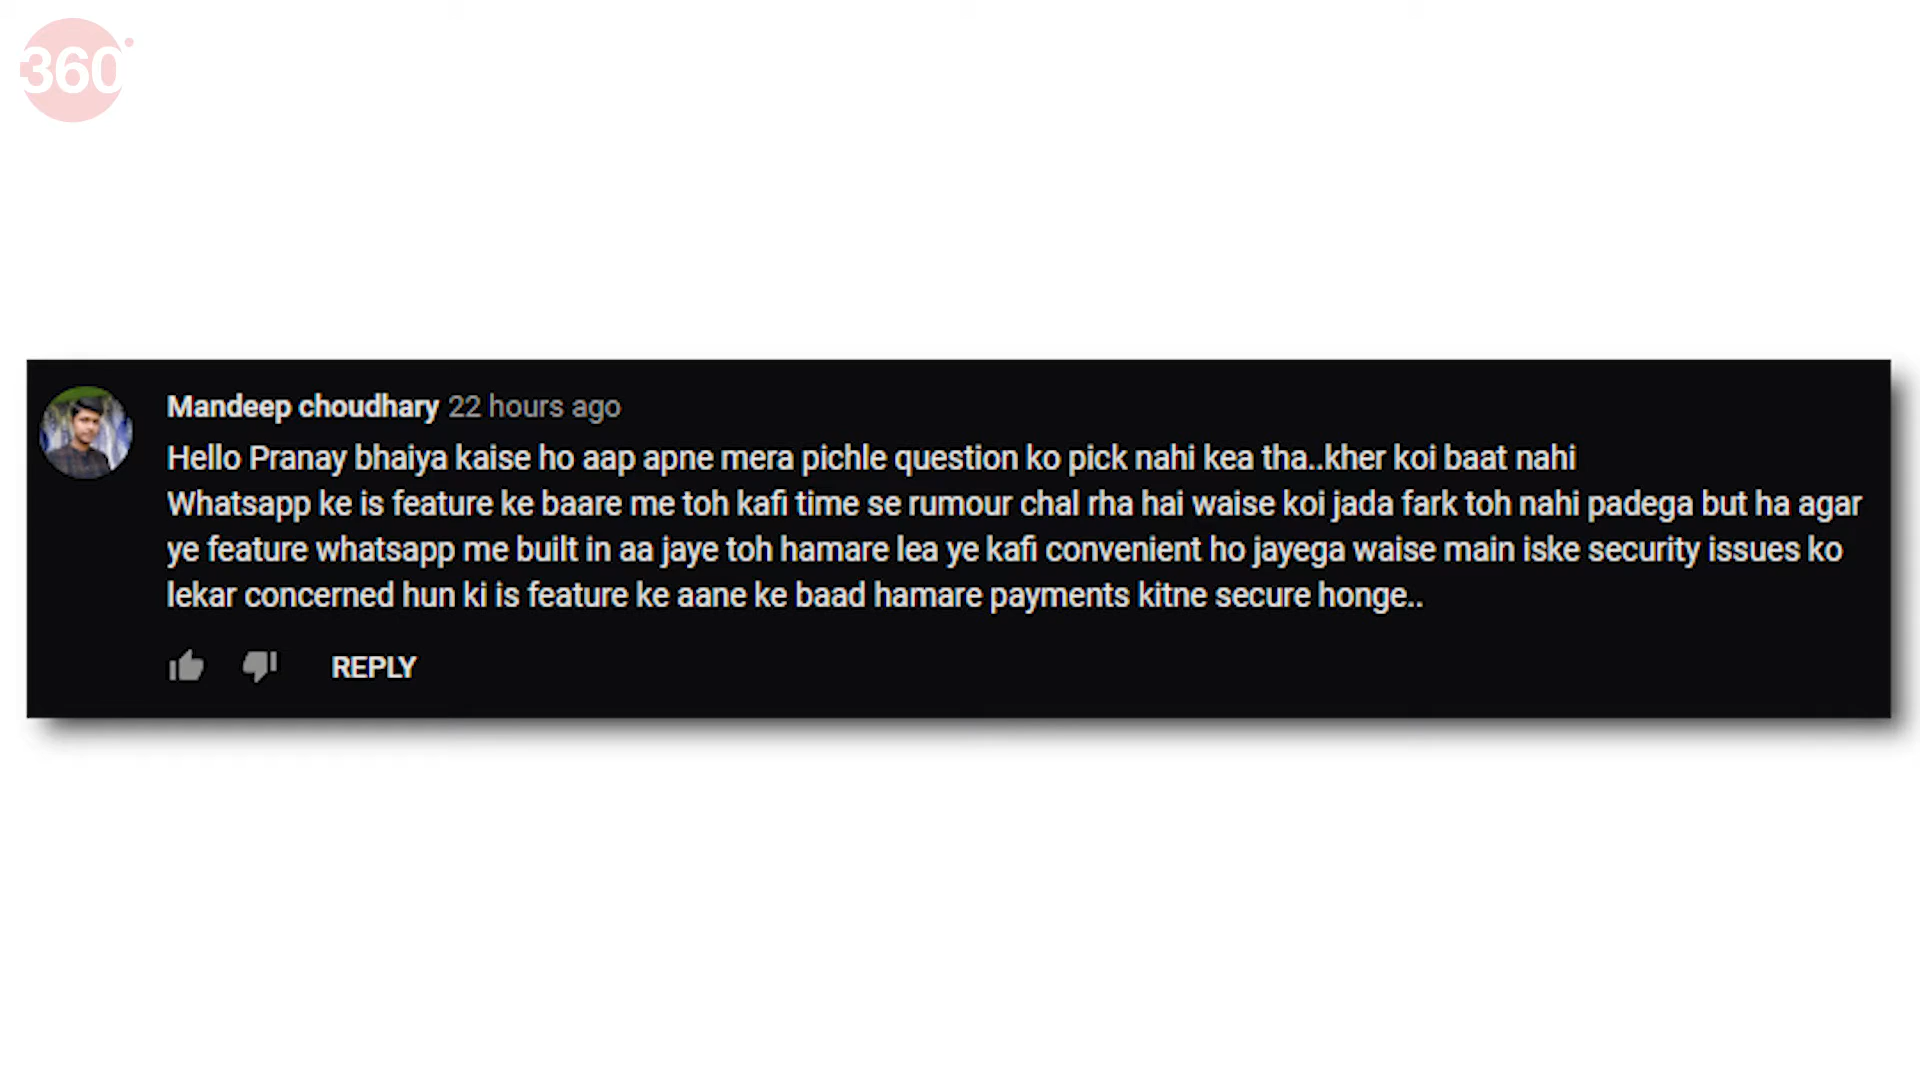 360°
Mandeep choudhary 22 hours ago
Hello Pranay bhaiya kaise ho aap apne mera pichle question ko pick nahi kea tha..kher koi baat nahi
Whatsapp ke is feature ke baare me toh kafi time se rumour chal rha hai waise koi jada fark toh nahi padega but ha agar
ye feature whatsapp me built in aa jaye toh hamare lea ye kafi convenient ho jayega waise main iske security issues ko
lekar concerned hun ki is feature ke aane ke baad hamare payments kitne secure honge..
REPLY